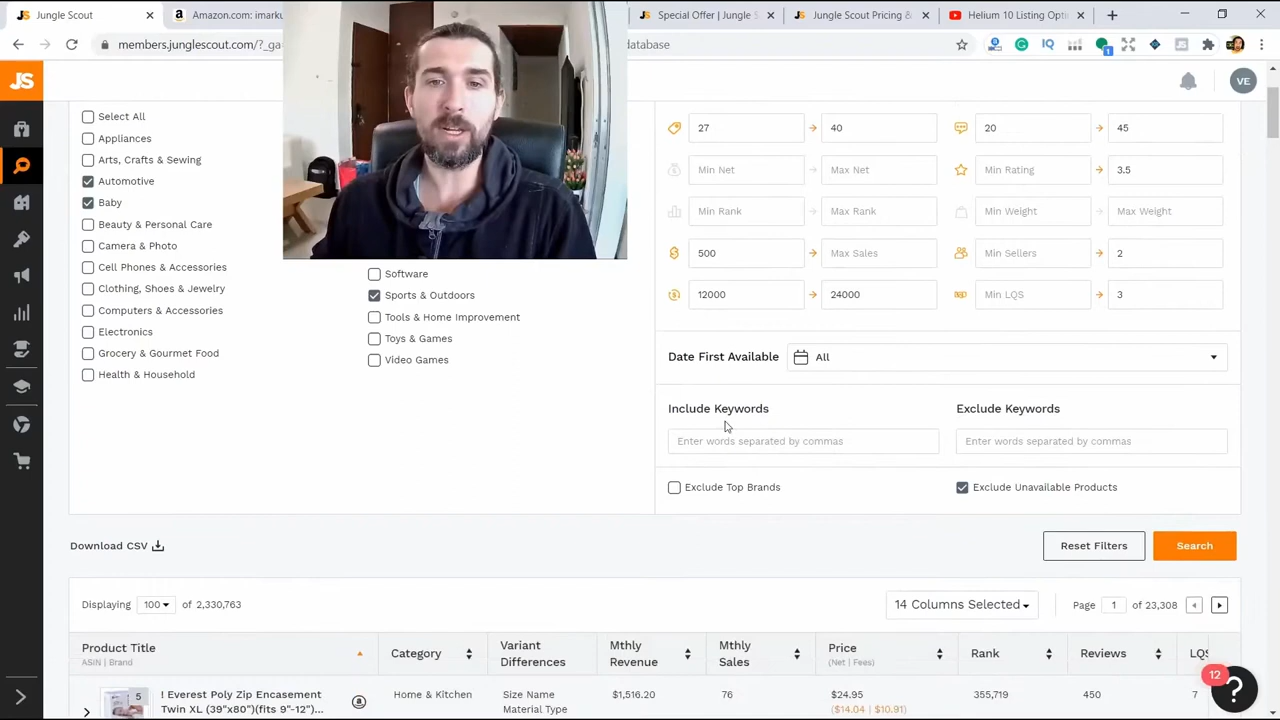 Jungle Scout
Amazon.com: imarku
Special Offer | Jungle S
Jungle Scout Pricing &
Helium 10 Listing Opti
members.junglescout.com/?_ga
database
1
JS
VE
Select All
Appliances
Arts, Crafts & Sewing
Automotive
Baby
Beauty & Personal Care
Camera & Photo
Cell Phones & Accessories
Clothing, Shoes & Jewelry
Computers & Accessories
Electronics
Grocery & Gourmet Food
Health & Household
Software
Sports & Outdoors
Tools & Home Improvement
Toys & Games
Video Games
27 40 20 45
Min Net Max Net Min Rating 3.5
Min Rank Max Rank Min Weight Max Weight
500 Max Sales Min Sellers 2
12000 24000 Min LQS 3
Date First Available All
Include Keywords Exclude Keywords
Enter words separated by commas Enter words separated by commas
Exclude Top Brands Exclude Unavailable Products
Download CSV Reset Filters Search
Displaying 100 of 2,330,763 14 Columns Selected Page 1 of 23,308
Product Title
ASIN | Brand
Category
Variant
Differences
Mthly
Revenue
Mthly
Sales
Price
(Net | Fees)
Rank
Reviews
LQS
5
! Everest Poly Zip Encasement
Twin XL (39"x80")(fits 9"-12")...
Home & Kitchen
Size Name
Material Type
$1,516.20
76
$24.95
($14.04 | $10.91)
355,719
450
7
12
?